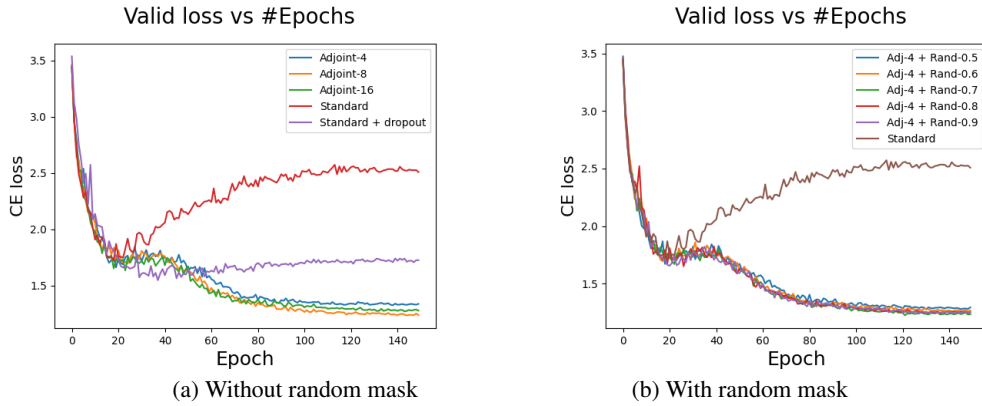 Valid loss vs #Epochs
3.5
3.0
2.5
2.0
1.5
CE loss
Adjoint-4
Adjoint-8
Adjoint-16
Standard
Standard + dropout
0 20 40 60 80 100 120 140
Epoch
(a) Without random mask
Valid loss vs #Epochs
3.5
3.0
2.5
2.0
1.5
CE loss
Adj-4 + Rand-0.5
Adj-4 + Rand-0.6
Adj-4 + Rand-0.7
Adj-4 + Rand-0.8
Adj-4 + Rand-0.9
Standard
0 20 40 60 80 100 120 140
Epoch
(b) With random mask